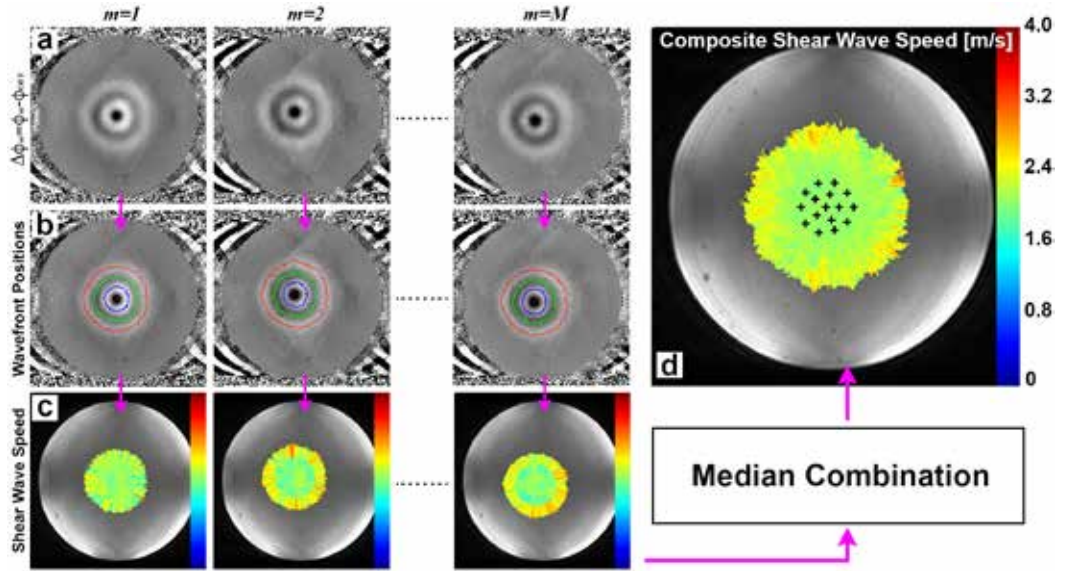 m=1
m=2
m=M
a
b
Wavefront Positions
c
Shear Wave Speed
Composite Shear Wave Speed [m/s]
4.0
3.2
2.4
1.6
0.8
0
d
Median Combination